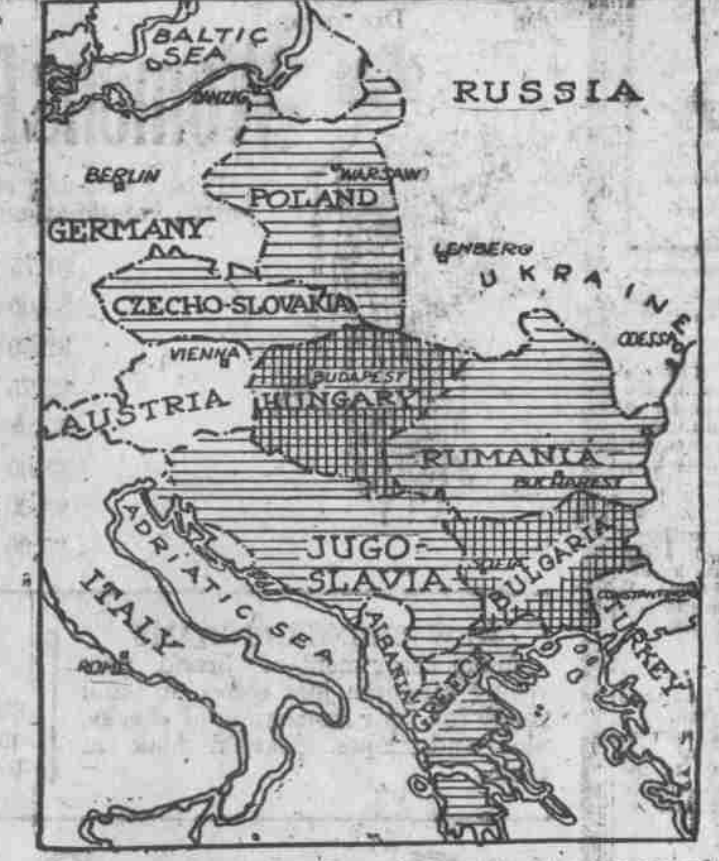 BALTIC
SEA
RUSSIA
DANZIG
BERLIN
WARSAW
POLAND
GERMANY
LENBERG
UKRAINE
CZECHO-SLOVAKIA
ODESSA
VIENNA
BUDAPEST
HUNGARY
AUSTRIA
RUMANIA
BUCHAREST
ADRIATIC SEA
JUGO-
SLAVIA
SOFIA
BULGARIA
CONSTANTINOPLE
ITALY
ALBANIA
TURKEY
ROME
GREECE